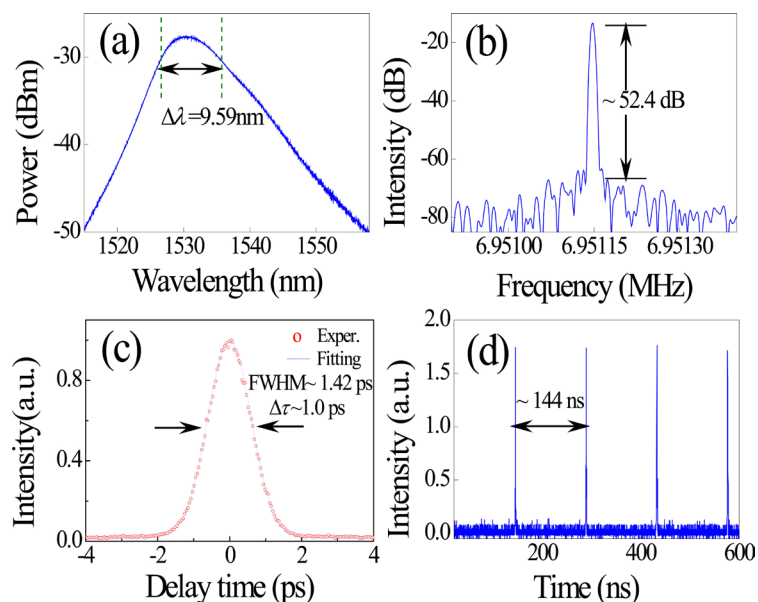 (a)
-30
-40
-50
Power (dBm)
Δλ=9.59nm
1520 1530 1540 1550
Wavelength (nm)
(b)
-20
-40
-60
-80
Intensity (dB)
~ 52.4 dB
6.95100 6.95115 6.95130
Frequency (MHz)
(c)
Exper.
Fitting
FWHM~ 1.42 ps
Δτ~1.0 ps
0.8
0.4
0.0
Intensity(a.u.)
-4 -2 0 2 4
Delay time (ps)
(d)
2.0
1.5
1.0
0.5
0.0
Intensity (a.u.)
~ 144 ns
200 400 600
Time (ns)